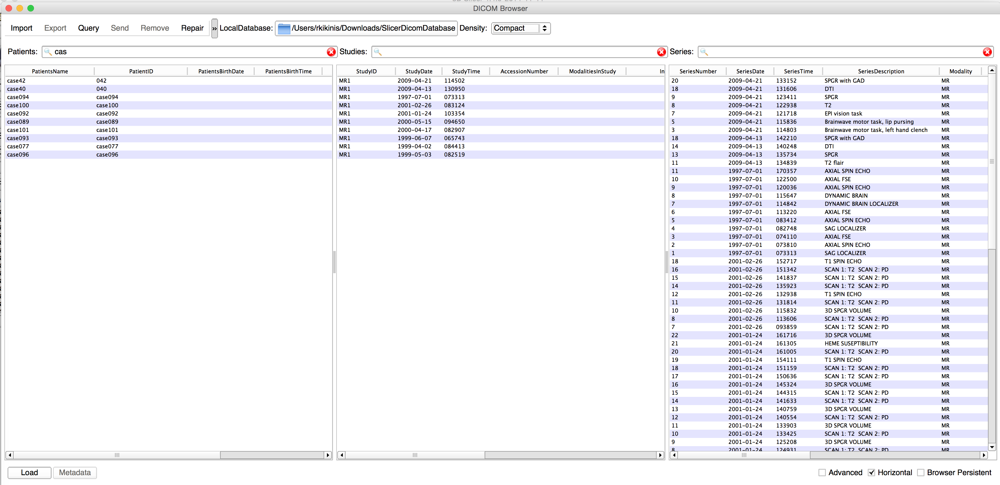 DICOM Browser
Import Export Query Send Remove Repair » LocalDatabase: /Users/rkikinis/Downloads/SlicerDicomDatabase Density: Compact
Patients: cas Studies: Series:
PatientsName PatientID PatientsBirthDate PatientsBirthTime
case42 042
case40 040
case094 case094
case100 case100
case092 case092
case089 case089
case101 case101
case093 case093
case077 case077
case096 case096
StudyID StudyDate StudyTime AccessionNumber ModalitiesInStudy In
MR1 2009-04-21 114502
MR1 2009-04-13 130950
MR1 1997-07-01 073313
MR1 2001-02-26 083124
MR1 2001-01-24 103354
MR1 2000-05-15 094650
MR1 2000-04-17 082907
MR1 1999-06-07 065743
MR1 1999-04-02 084413
MR1 1999-05-03 082519
SeriesNumber SeriesDate SeriesTime SeriesDescription Modality
20 2009-04-21 133152 SPGR with GAD MR
18 2009-04-21 131606 DTI MR
9 2009-04-21 123411 SPGR MR
8 2009-04-21 122938 T2 MR
7 2009-04-21 121718 EPI vision task MR
5 2009-04-21 115836 Brainwave motor task, lip pursing MR
3 2009-04-21 114803 Brainwave motor task, left hand clench MR
18 2009-04-13 142210 SPGR with GAD MR
14 2009-04-13 140248 DTI MR
13 2009-04-13 135734 SPGR MR
11 2009-04-13 134839 T2 flair MR
11 1997-07-01 170357 AXIAL SPIN ECHO MR
10 1997-07-01 122500 AXIAL FSE MR
9 1997-07-01 120036 AXIAL SPIN ECHO MR
8 1997-07-01 115647 DYNAMIC BRAIN MR
7 1997-07-01 114842 DYNAMIC BRAIN LOCALIZER MR
6 1997-07-01 113220 AXIAL FSE MR
5 1997-07-01 083412 AXIAL SPIN ECHO MR
4 1997-07-01 082748 SAG LOCALIZER MR
3 1997-07-01 074110 AXIAL FSE MR
2 1997-07-01 073810 AXIAL SPIN ECHO MR
1 1997-07-01 073313 SAG LOCALIZER MR
18 2001-02-26 152717 T1 SPIN ECHO MR
16 2001-02-26 151342 SCAN 1: T2 SCAN 2: PD MR
15 2001-02-26 141837 SCAN 1: T2 SCAN 2: PD MR
14 2001-02-26 135923 SCAN 1: T2 SCAN 2: PD MR
12 2001-02-26 132938 T1 SPIN ECHO MR
11 2001-02-26 131814 SCAN 1: T2 SCAN 2: PD MR
10 2001-02-26 115832 3D SPGR VOLUME MR
8 2001-02-26 113606 SCAN 1: T2 SCAN 2: PD MR
7 2001-02-26 093859 SCAN 1: T2 SCAN 2: PD MR
22 2001-01-24 161716 3D SPGR VOLUME MR
21 2001-01-24 161305 HEME SUSEPTIBILITY MR
20 2001-01-24 161005 SCAN 1: T2 SCAN 2: PD MR
19 2001-01-24 154111 T1 SPIN ECHO MR
18 2001-01-24 151159 SCAN 1: T2 SCAN 2: PD MR
17 2001-01-24 150636 SCAN 1: T2 SCAN 2: PD MR
16 2001-01-24 145324 3D SPGR VOLUME MR
15 2001-01-24 144315 SCAN 1: T2 SCAN 2: PD MR
14 2001-01-24 141633 SCAN 1: T2 SCAN 2: PD MR
13 2001-01-24 140759 3D SPGR VOLUME MR
12 2001-01-24 140554 SCAN 1: T2 SCAN 2: PD MR
11 2001-01-24 133903 3D SPGR VOLUME MR
10 2001-01-24 133425 SCAN 1: T2 SCAN 2: PD MR
9 2001-01-24 125208 3D SPGR VOLUME MR
8 2001-01-24 124931 SCAN 1: T2 SCAN 2: PD MR
Load Metadata Advanced Horizontal Browser Persistent